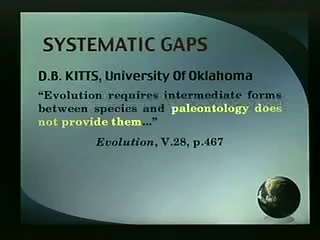 SYSTEMATIC GAPS
D.B. KITTS, University Of Oklahoma
“Evolution requires intermediate forms
between species and paleontology does
not provide them...”
Evolution, V.28, p.467